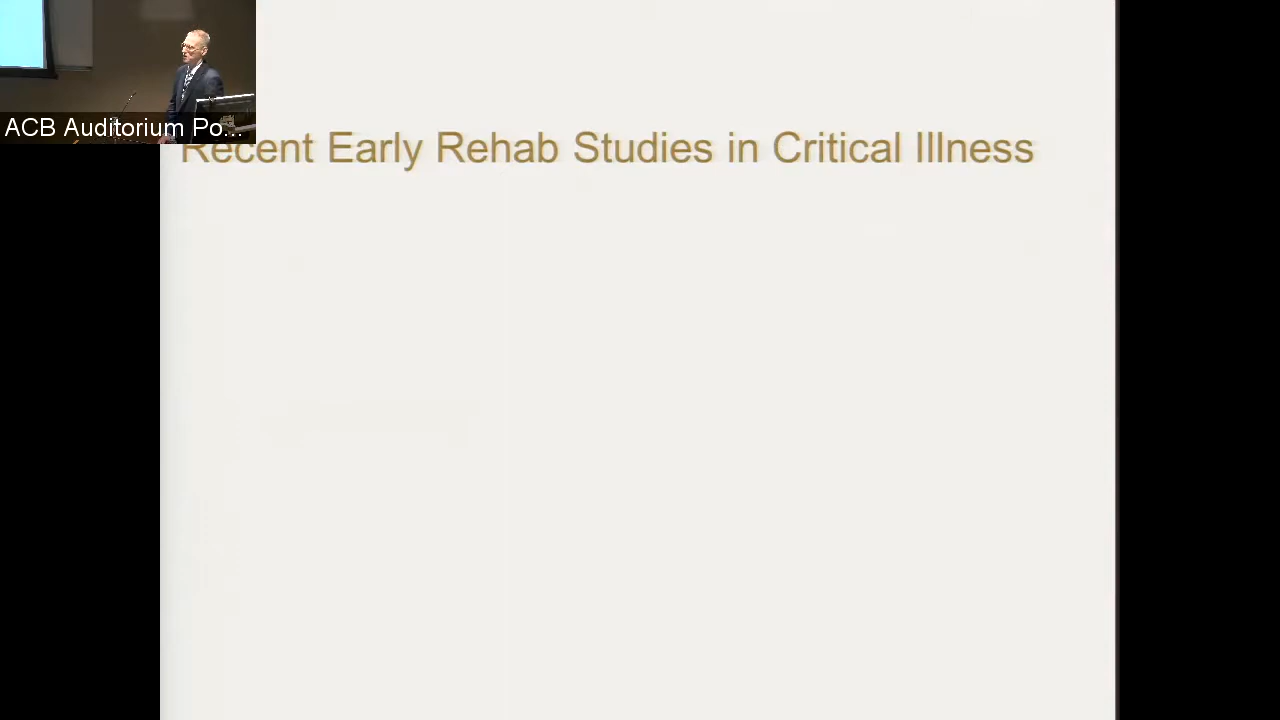 ACB Auditorium Po...
Recent Early Rehab Studies in Critical Illness